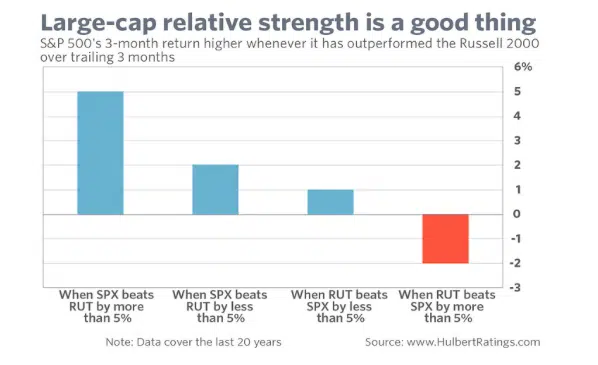 Large-cap relative strength is a good thing
S&P 500's 3-month return higher whenever it has outperformed the Russell 2000
over trailing 3 months
6%
5
4
3
2
1
0
-1
-2
-3
When SPX beats
RUT by more
than 5%
When SPX beats
RUT by less
than 5%
When RUT beats
SPX by less
than 5%
When RUT beats
SPX by more
than 5%
Note: Data cover the last 20 years
Source: www.HulbertRatings.com